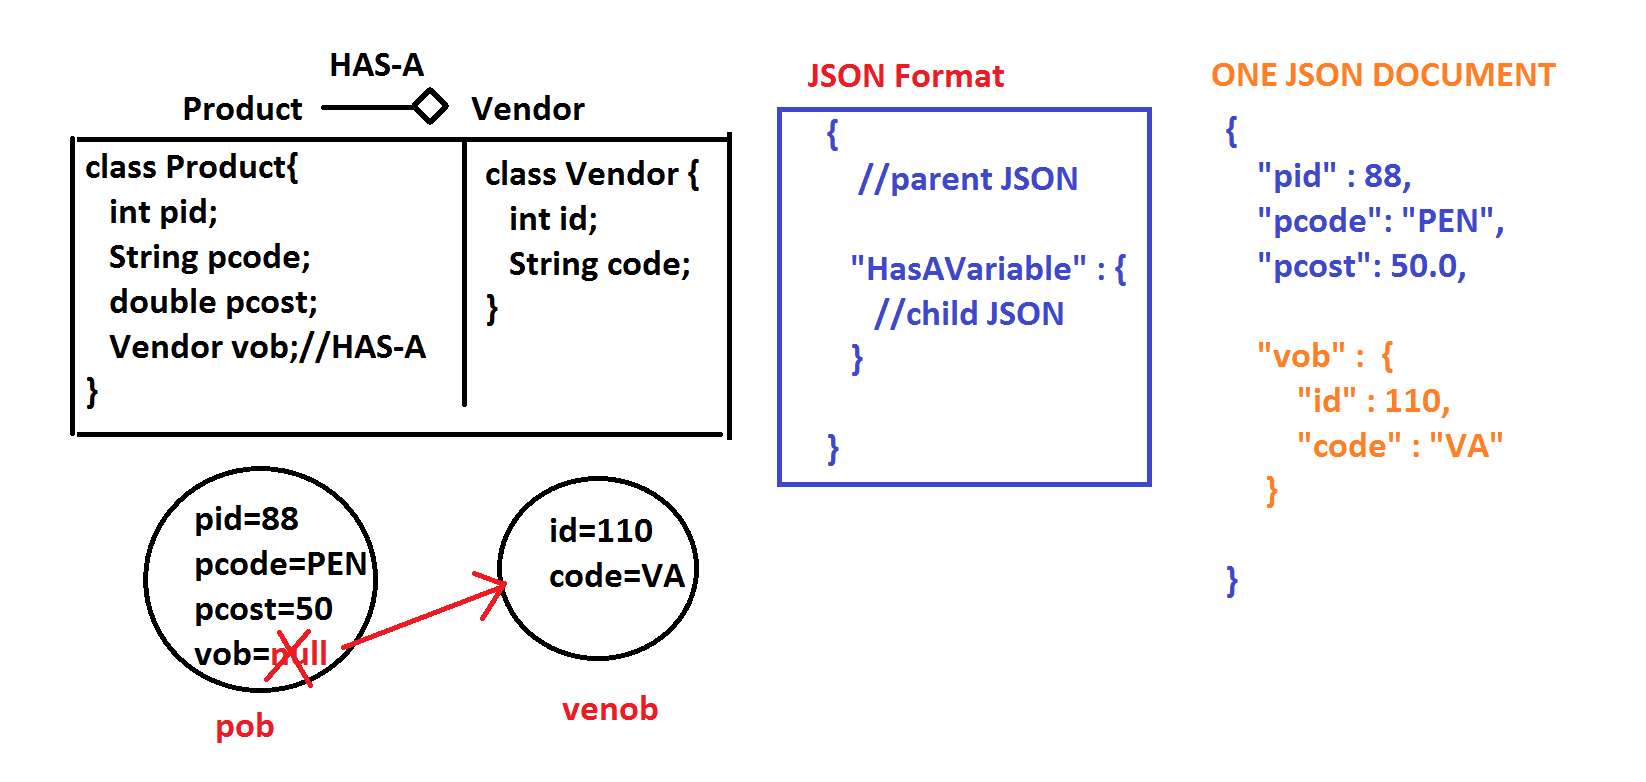 HAS-A
Product Vendor
class Product{
int pid;
String pcode;
double pcost;
Vendor vob;//HAS-A
}
class Vendor {
int id;
String code;
}
pid=88
pcode=PEN
pcost=50
vob=null
pob
id=110
code=VA
venob
JSON Format
{
//parent JSON
"HasAVariable" : {
//child JSON
}
}
ONE JSON DOCUMENT
{
"pid" : 88,
"pcode": "PEN",
"pcost": 50.0,
"vob" : {
"id" : 110,
"code" : "VA"
}
}